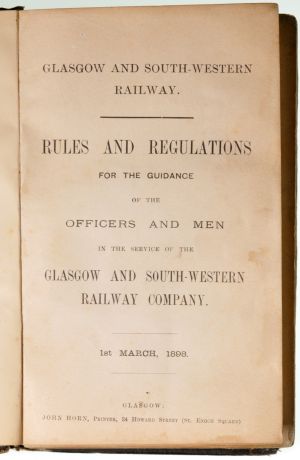 GLASGOW AND SOUTH-WESTERN
RAILWAY.
RULES AND REGULATIONS
FOR THE GUIDANCE
OF THE
OFFICERS AND MEN
IN THE SERVICE OF THE
GLASGOW AND SOUTH-WESTERN
RAILWAY COMPANY.
1st MARCH, 1898.
GLASGOW:
JOHN HORN, PRINTER, 24 HOWARD STREET (ST. ENOCH SQUARE)